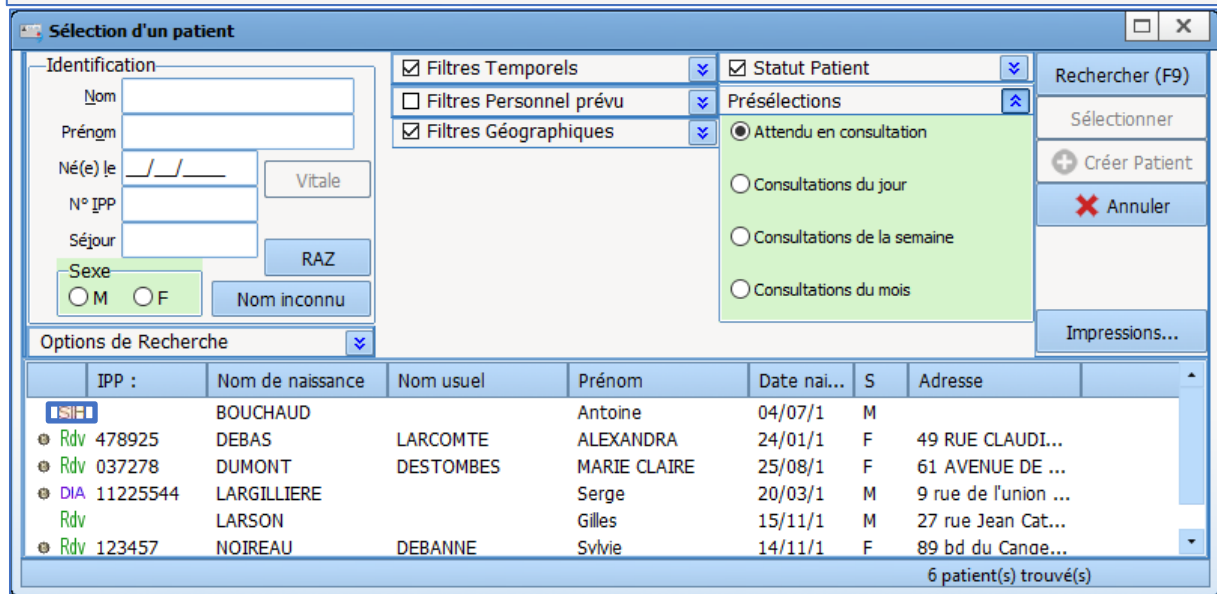 Sélection d'un patient
Identification
Nom
Prénom
Né(e) le __/__/____
Vitale
N° IPP
Séjour
RAZ
Sexe
M F
Nom inconnu
Options de Recherche
Filtres Temporels
Filtres Personnel prévu
Filtres Géographiques
Statut Patient
Présélections
Attendu en consultation
Consultations du jour
Consultations de la semaine
Consultations du mois
Rechercher (F9)
Sélectionner
Créer Patient
Annuler
Impressions...
IPP : Nom de naissance Nom usuel Prénom Date nai... S Adresse
SIH BOUCHAUD Antoine 04/07/1 M
Rdv 478925 DEBAS LARCOMTE ALEXANDRA 24/01/1 F 49 RUE CLAUDI...
Rdv 037278 DUMONT DESTOMBES MARIE CLAIRE 25/08/1 F 61 AVENUE DE ...
DIA 11225544 LARGILLIERE Serge 20/03/1 M 9 rue de l'union ...
Rdv LARSON Gilles 15/11/1 M 27 rue Jean Cat...
Rdv 123457 NOIREAU DEBANNE Sylvie 14/11/1 F 89 bd du Cange...
6 patient(s) trouvé(s)